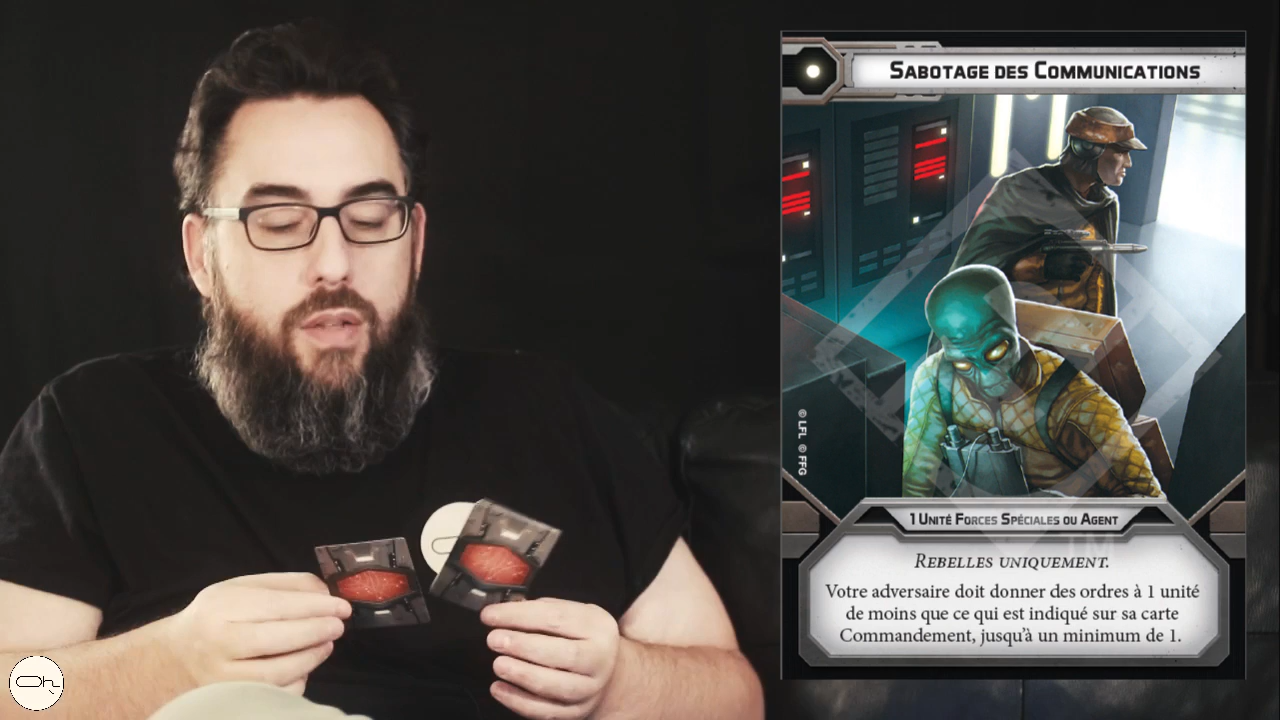 Sabotage des Communications
© LFL © FFG
1 Unité Forces Spéciales ou Agent
Rebelles uniquement.
Votre adversaire doit donner des ordres à 1 unité
de moins que ce qui est indiqué sur sa carte
Commandement, jusqu'à un minimum de 1.